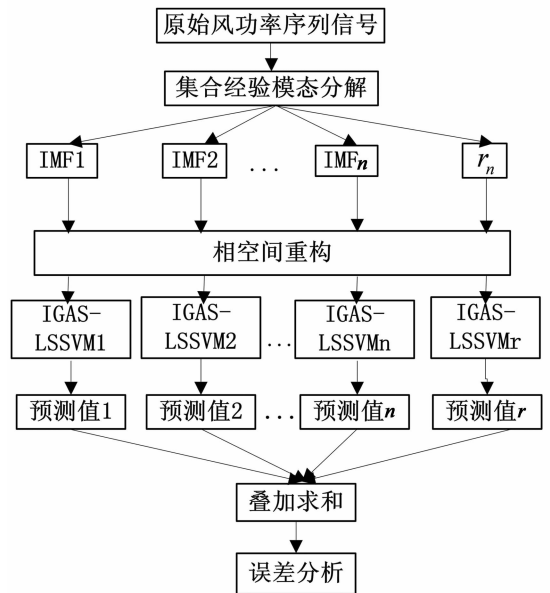 原始风功率序列信号
集合经验模态分解
IMF1 IMF2 ... IMFn rn
相空间重构
IGAS-LSSVM1 IGAS-LSSVM2 ... IGAS-LSSVMn IGAS-LSSVMr
预测值1 预测值2 ... 预测值n 预测值r
叠加求和
误差分析